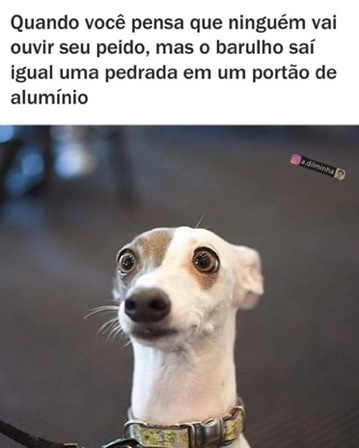 Quando você pensa que ninguém vai
ouvir seu peido, mas o barulho saí
igual uma pedrada em um portão de
alumínio
a.dilminha